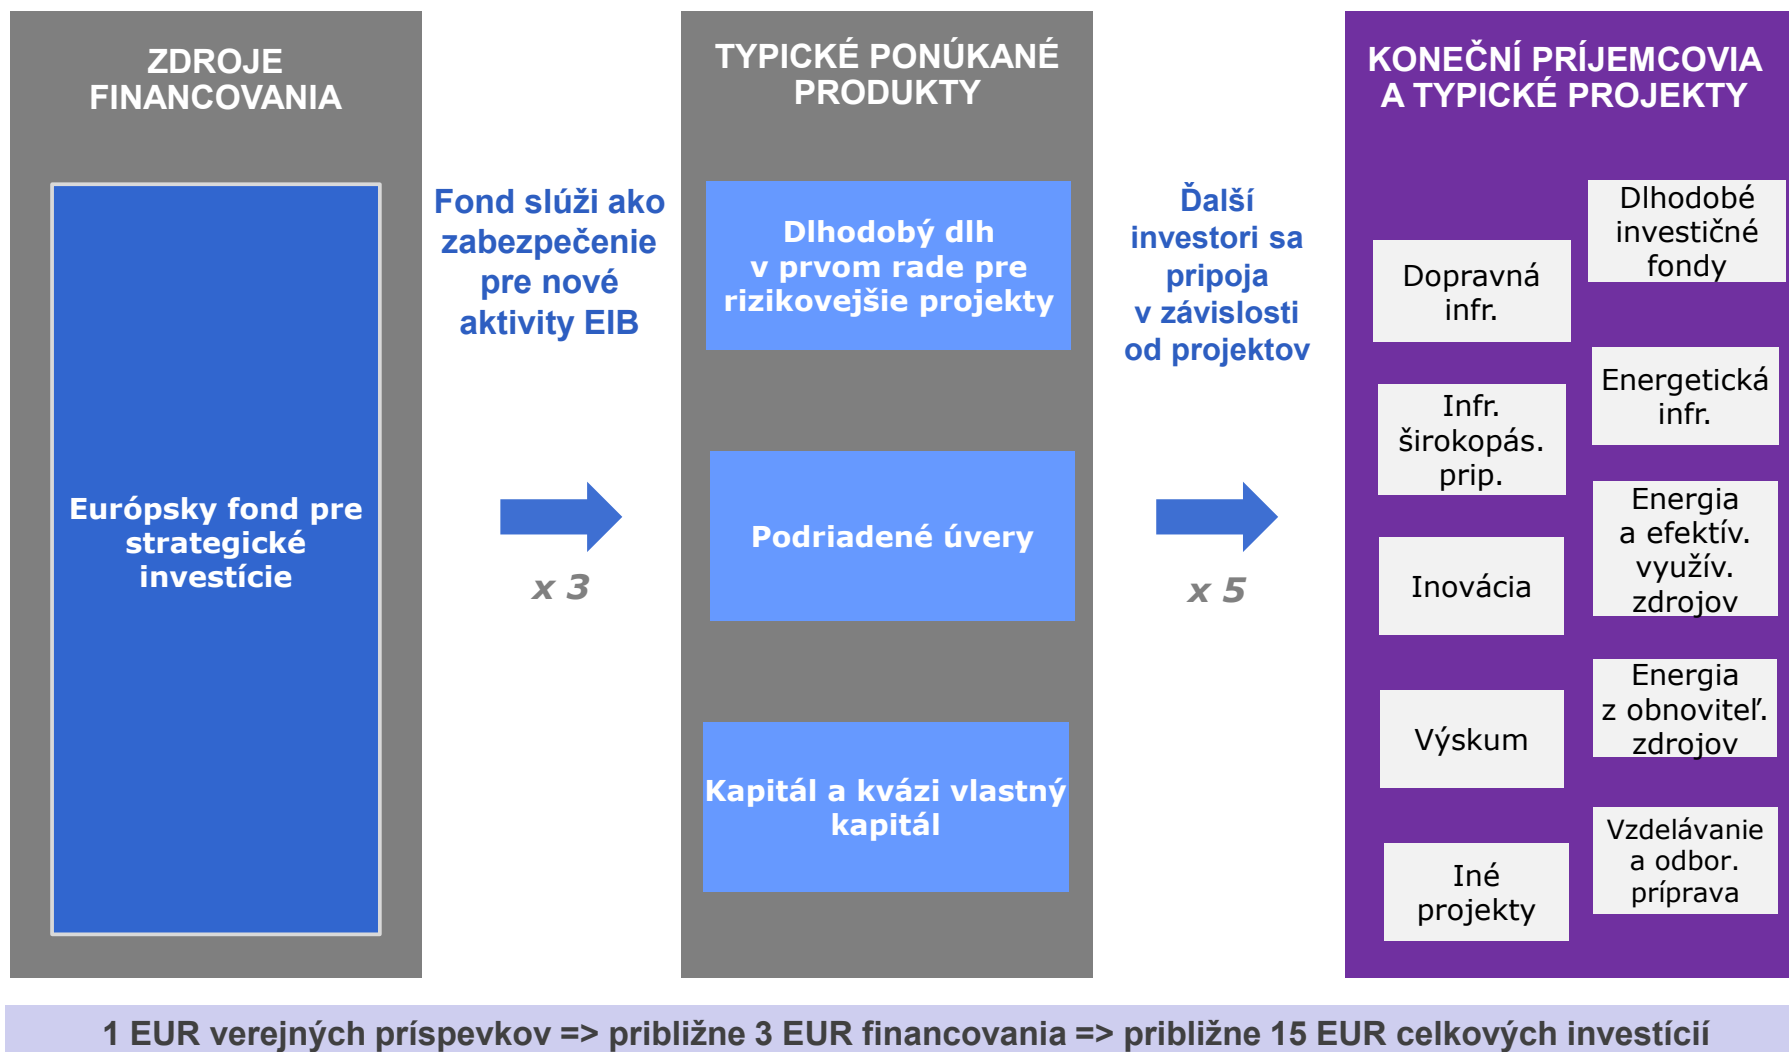 ZDROJE
FINANCOVANIA
Európsky fond pre
strategické
investície
Fond slúži ako
zabezpečenie
pre nové
aktivity EIB
x 3
TYPICKÉ PONÚKANÉ
PRODUKTY
Dlhodobý dlh
v prvom rade pre
rizikovejšie projekty
Podriadené úvery
Kapitál a kvázi vlastný
kapitál
Ďalší
investori sa
pripoja
v závislosti
od projektov
x 5
KONEČNÍ PRÍJEMCOVIA
A TYPICKÉ PROJEKTY
Dopravná
infr.
Infr.
širokopás.
prip.
Inovácia
Výskum
Iné
projekty
Dlhodobé
investičné
fondy
Energetická
infr.
Energia
a efektív.
využív.
zdrojov
Energia
z obnoviteľ.
zdrojov
Vzdelávanie
a odbor.
príprava
1 EUR verejných príspevkov => približne 3 EUR financovania => približne 15 EUR celkových investícií